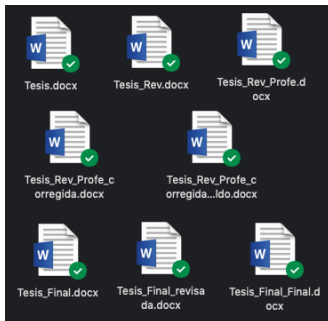 W W W
Tesis.docx Tesis_Rev.docx Tesis_Rev_Profe.d
ocx
W W
Tesis_Rev_Profe_c Tesis_Rev_Profe_c
orregida.docx orregida...ldo.docx
W W W
Tesis_Final.docx Tesis_Final_revisa Tesis_Final_Final.d
da.docx ocx